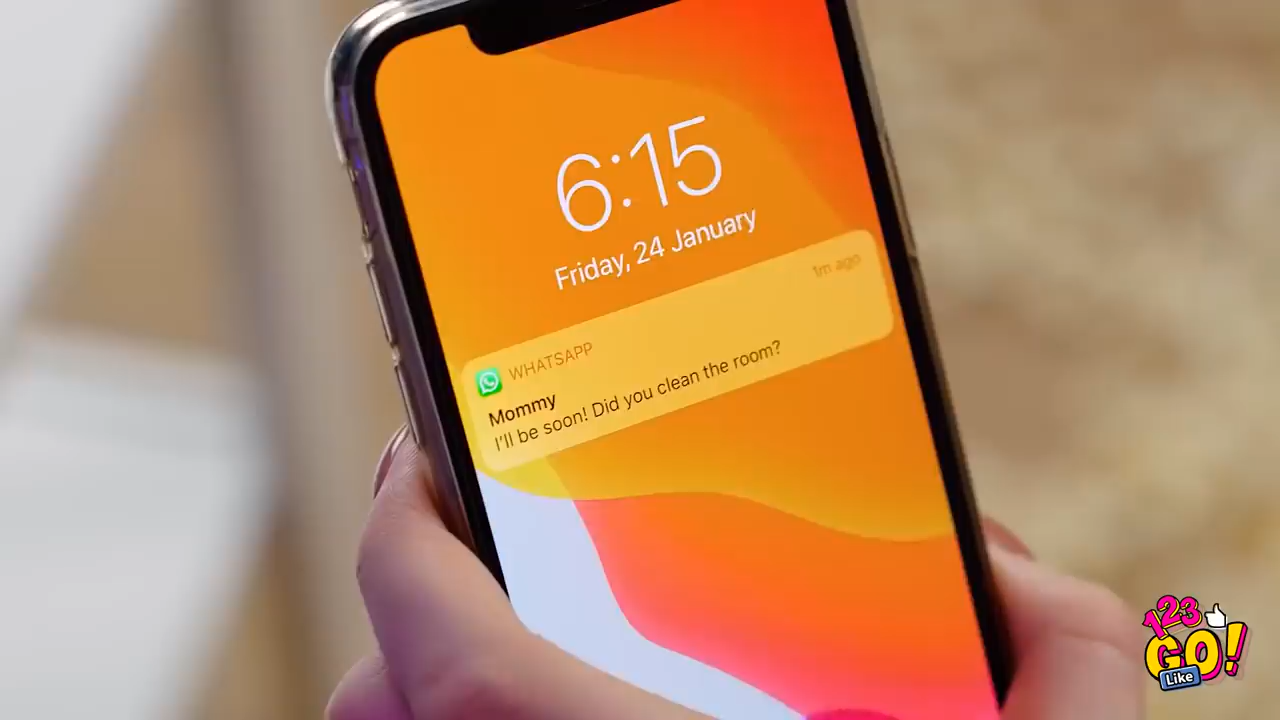 6:15
Friday, 24 January
1m ago
WHATSAPP
Mommy
I'll be soon! Did you clean the room?
123
GO!
Like